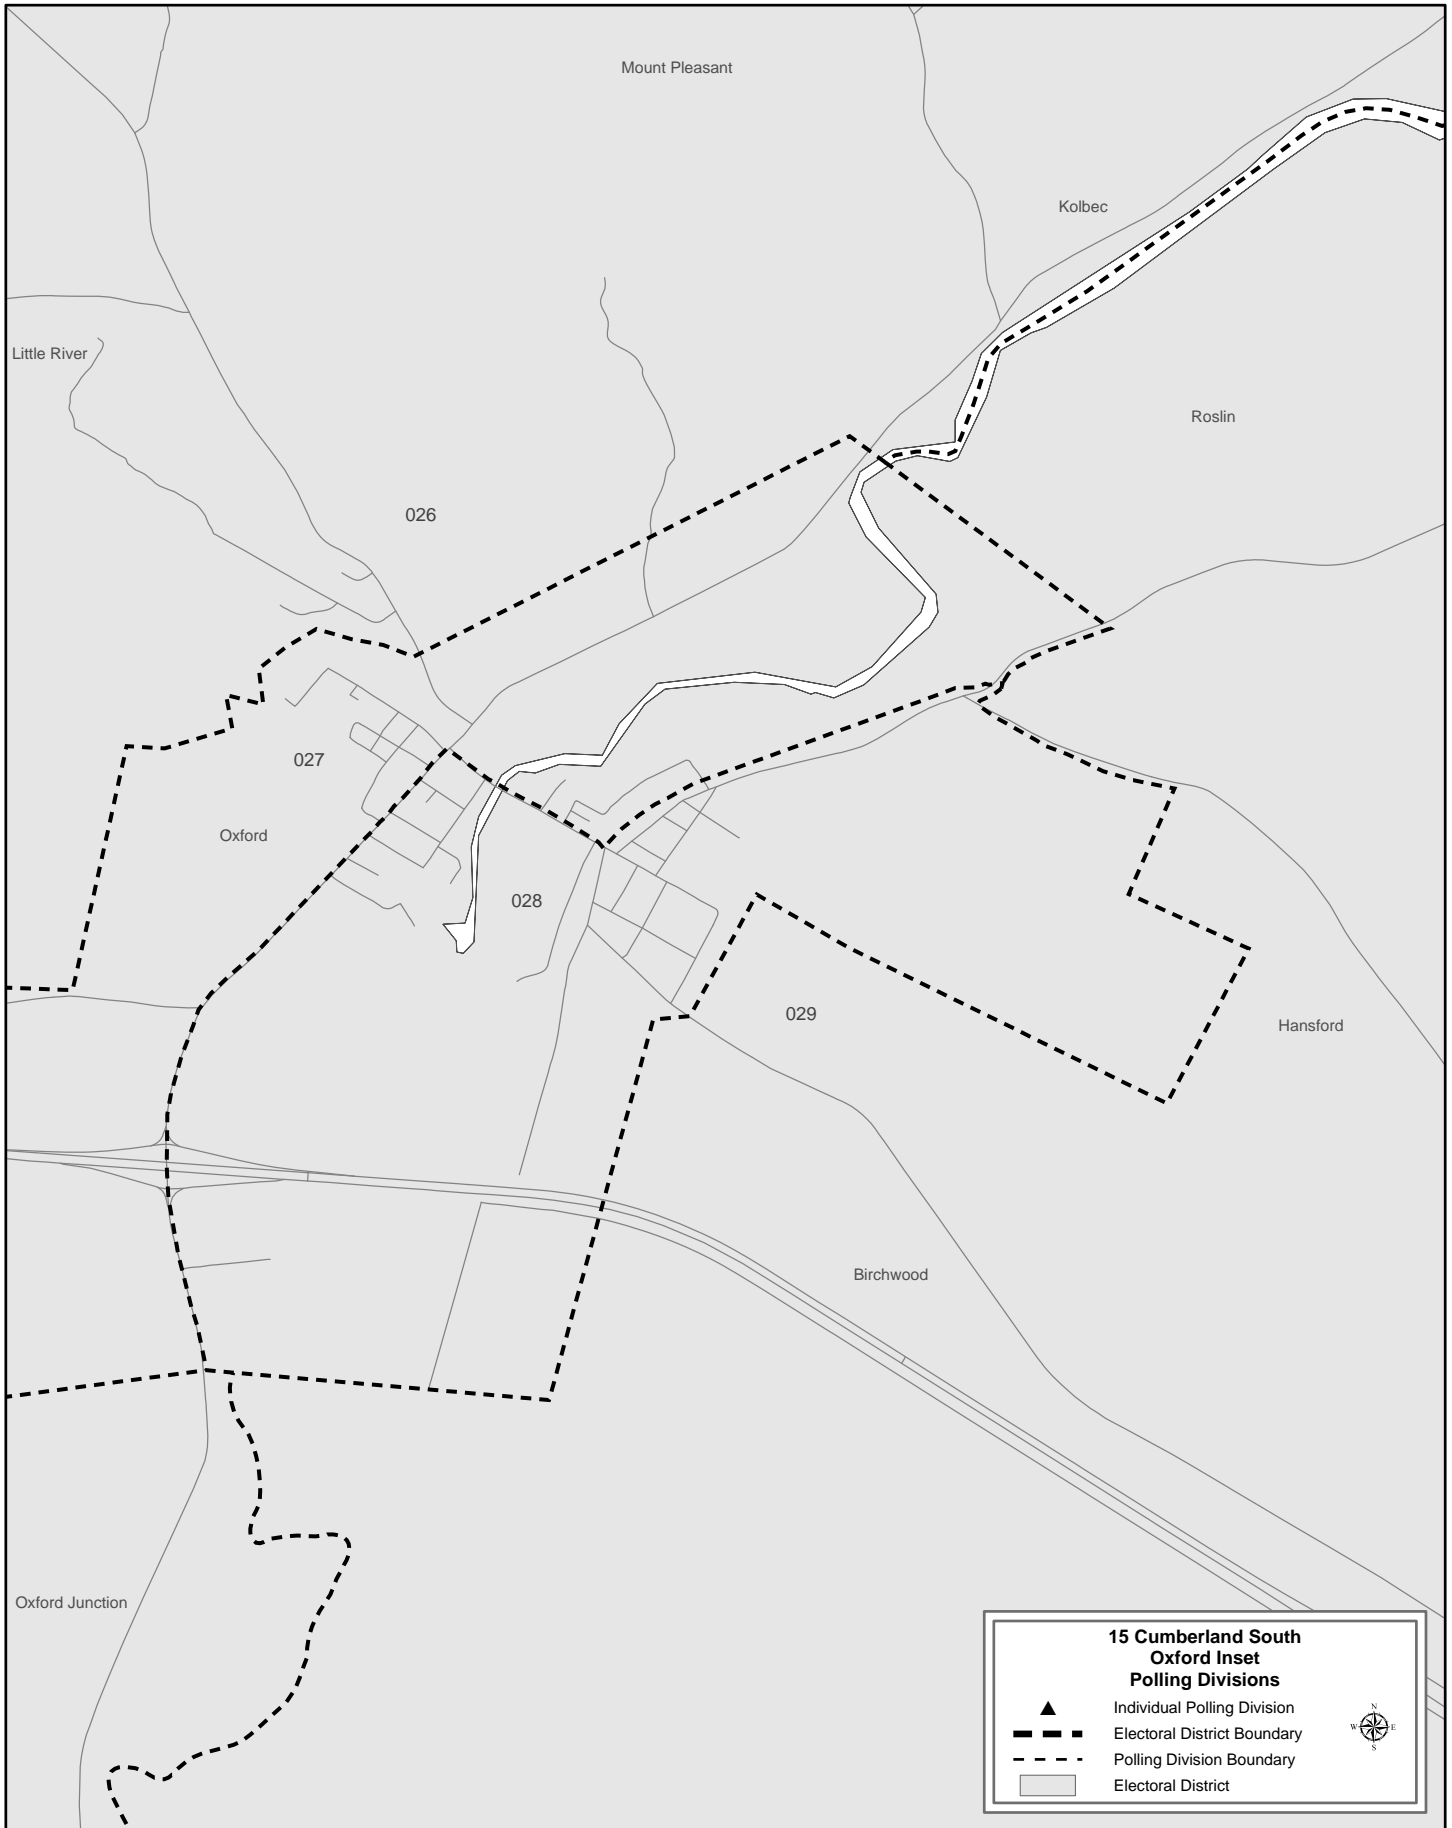 Mount Pleasant
Kolbec
Little River
Roslin
026
027
Oxford
028
029
Hansford
Birchwood
Oxford Junction
15 Cumberland South
Oxford Inset
Polling Divisions
Individual Polling Division
Electoral District Boundary
Polling Division Boundary
Electoral District
N
W E
S